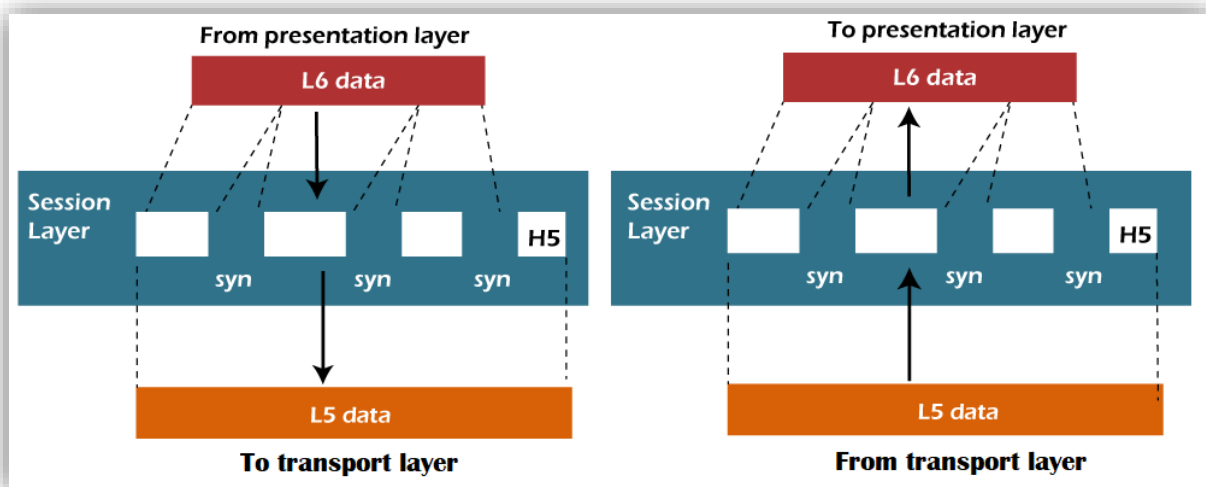 From presentation layer
L6 data
Session
Layer
H5
syn syn syn
L5 data
To transport layer
To presentation layer
L6 data
Session
Layer
H5
syn syn syn
L5 data
From transport layer